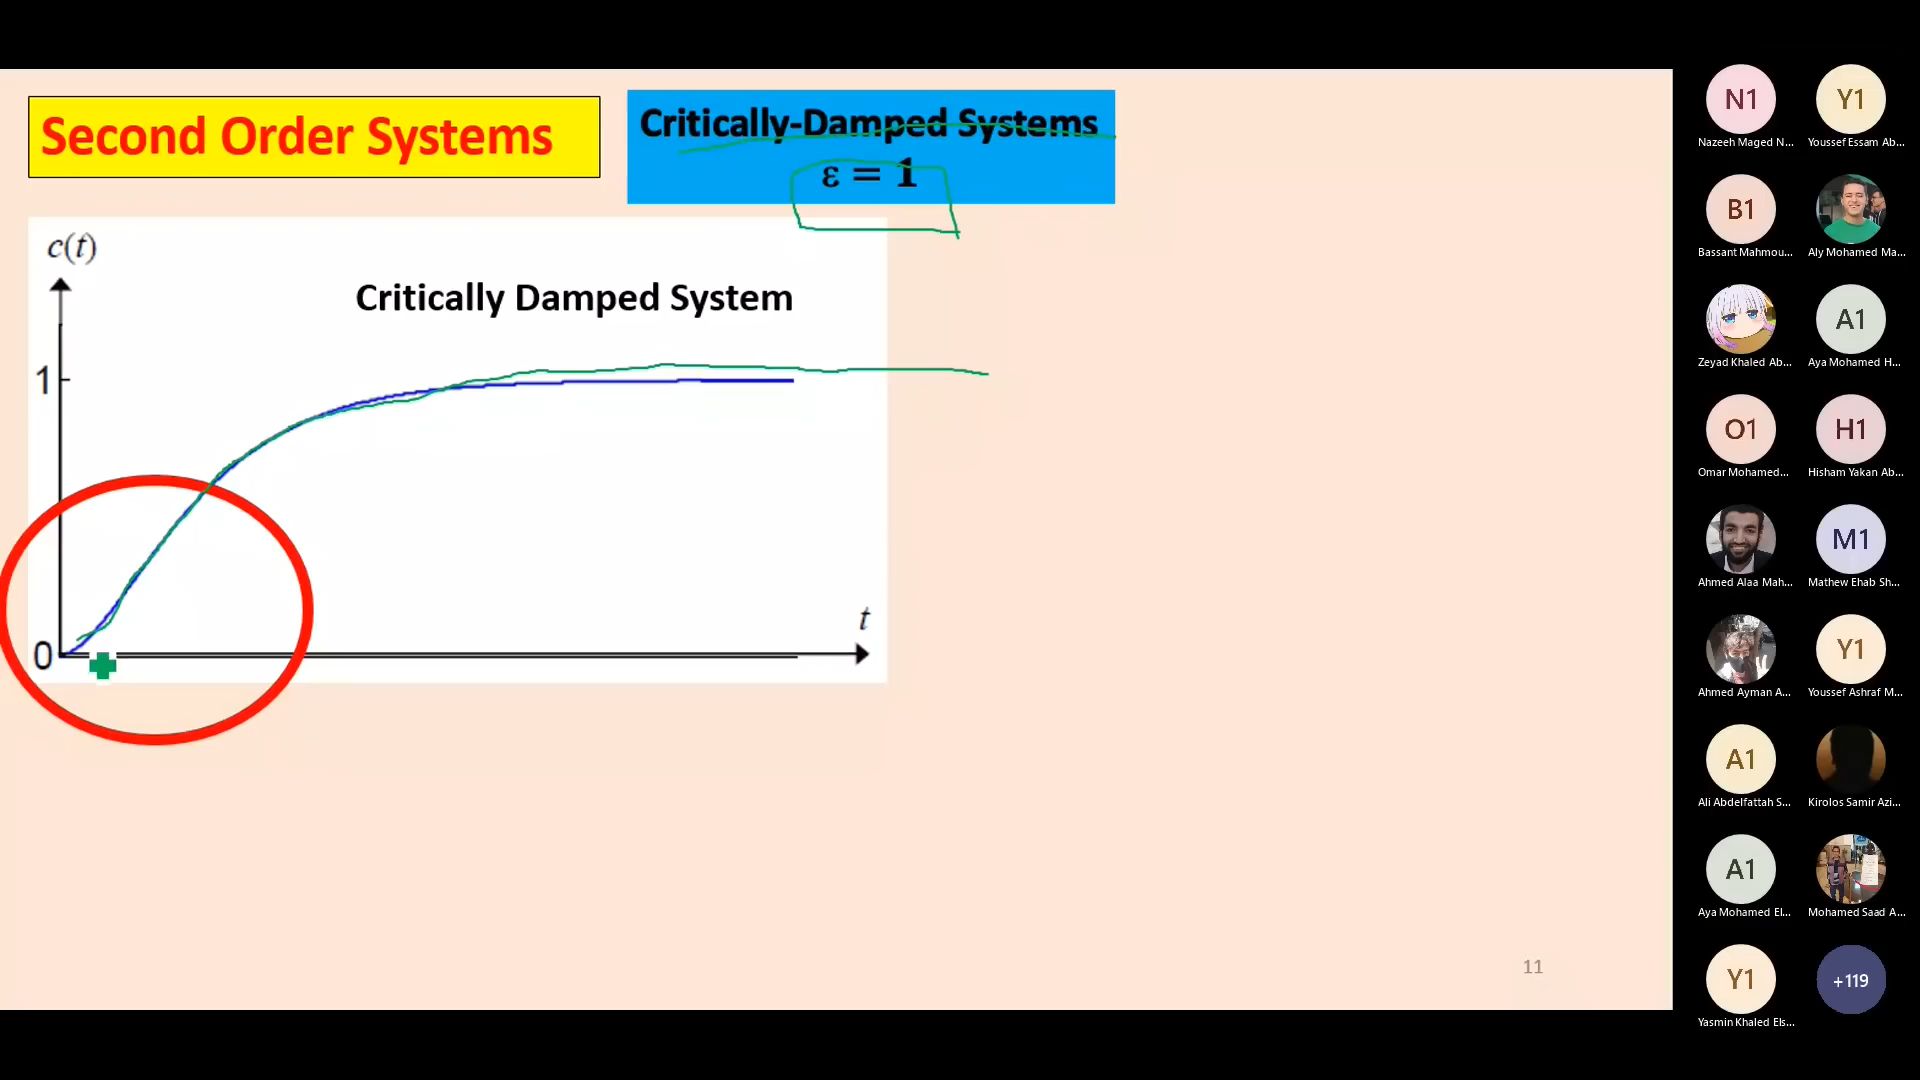 Second Order Systems
Critically-Damped Systems
ε = 1
c(t)
Critically Damped System
1
t
0
11
N1
Y1
Nazeeh Maged N...
Youssef Essam Ab...
B1
Bassant Mahmou...
Aly Mohamed Ma...
A1
Zeyad Khaled Ab...
Aya Mohamed H...
O1
H1
Omar Mohamed...
Hisham Yakan Ab...
M1
Ahmed Alaa Mah...
Mathew Ehab Sh...
Y1
Ahmed Ayman A...
Youssef Ashraf M...
A1
Ali Abdelfattah S...
Kirolos Samir Azi...
A1
Aya Mohamed El...
Mohamed Saad A...
Y1
+119
Yasmin Khaled Els...